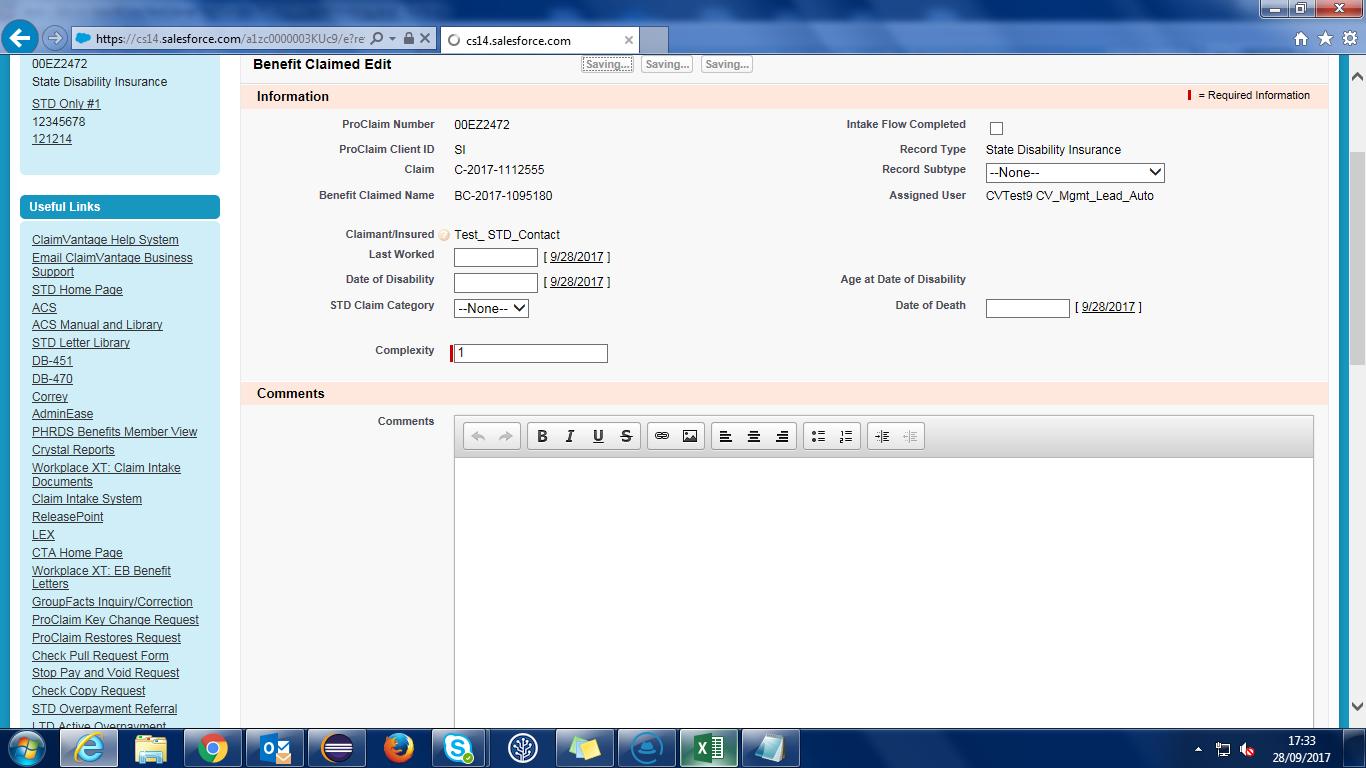 https://cs14.salesforce.com/a1zc0000003KUc9/e?re
cs14.salesforce.com
00EZ2472
State Disability Insurance
STD Only #1
12345678
121214
Useful Links
ClaimVantage Help System
Email ClaimVantage Business
Support
STD Home Page
ACS
ACS Manual and Library
STD Letter Library
DB-451
DB-470
Correy
AdminEase
PHRDS Benefits Member View
Crystal Reports
Workplace XT: Claim Intake
Documents
Claim Intake System
ReleasePoint
LEX
CTA Home Page
Workplace XT: EB Benefit
Letters
GroupFacts Inquiry/Correction
ProClaim Key Change Request
ProClaim Restores Request
Check Pull Request Form
Stop Pay and Void Request
Check Copy Request
STD Overpayment Referral
LTD Active Overpayment
Benefit Claimed Edit
Saving... Saving... Saving...
Information
= Required Information
ProClaim Number 00EZ2472
Intake Flow Completed
ProClaim Client ID SI
Record Type State Disability Insurance
Claim C-2017-1112555
Record Subtype --None--
Benefit Claimed Name BC-2017-1095180
Assigned User CVTest9 CV_Mgmt_Lead_Auto
Claimant/Insured Test_ STD_Contact
Last Worked [ 9/28/2017 ]
Date of Disability [ 9/28/2017 ]
Age at Date of Disability
STD Claim Category --None--
Date of Death [ 9/28/2017 ]
Complexity 1
Comments
Comments
B I U S
17:33
28/09/2017